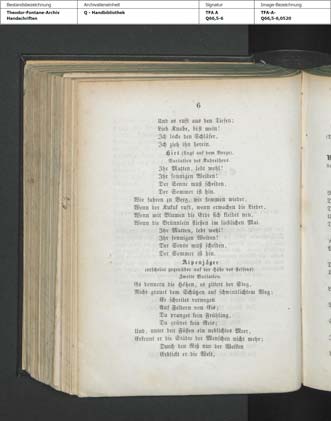 Bestandsbezeichnung
Archivalieneinheit
Signatur
Image-Bezeichnung
Theodor-Fontane-Archiv
Handschriften
Q - Handbibliothek
TFA A
Q66,5-6
TFA-A-
Q66,5-6,0520
6
Und es ruft aus den Tiefen:
Lieb Knabe, bist mein!
Ich locke den Schläfer,
Ich zieh ihn herein.
Hirt (singt auf dem Berge).
Variation des Kuhreihens.
Ihr Matten, lebt wohl!
Ihr sonnigen Weiden!
Der Senne muß scheiden,
Der Sommer ist hin.
Wir fahren zu Berg, wir kommen wieder,
Wenn der Kukuk ruft, wenn erwachen die Lieder,
Wenn mit Blumen die Erde sich kleidet neu,
Wenn die Brünnlein fließen im lieblichen Mai.
Ihr Matten, lebt wohl!
Ihr sonnigen Weiden!
Der Senne muß scheiden,
Der Sommer ist hin.
Alpenjäger
(erscheint gegenüber auf der Höhe des Felsens)
Zweite Variation.
Es donnern die Höhen, es zittert der Steg,
Nicht grauet dem Schützen auf schwindlichtem Weg;
Er schreitet verwegen
Auf Feldern von Eis;
Da pranget kein Frühling,
Da grünet kein Reis;
Und unter den Füßen ein neblichtes Meer,
Erkennt er die Städte der Menschen nicht mehr;
Durch den Riß nur der Wolken
Erblickt er die Welt,